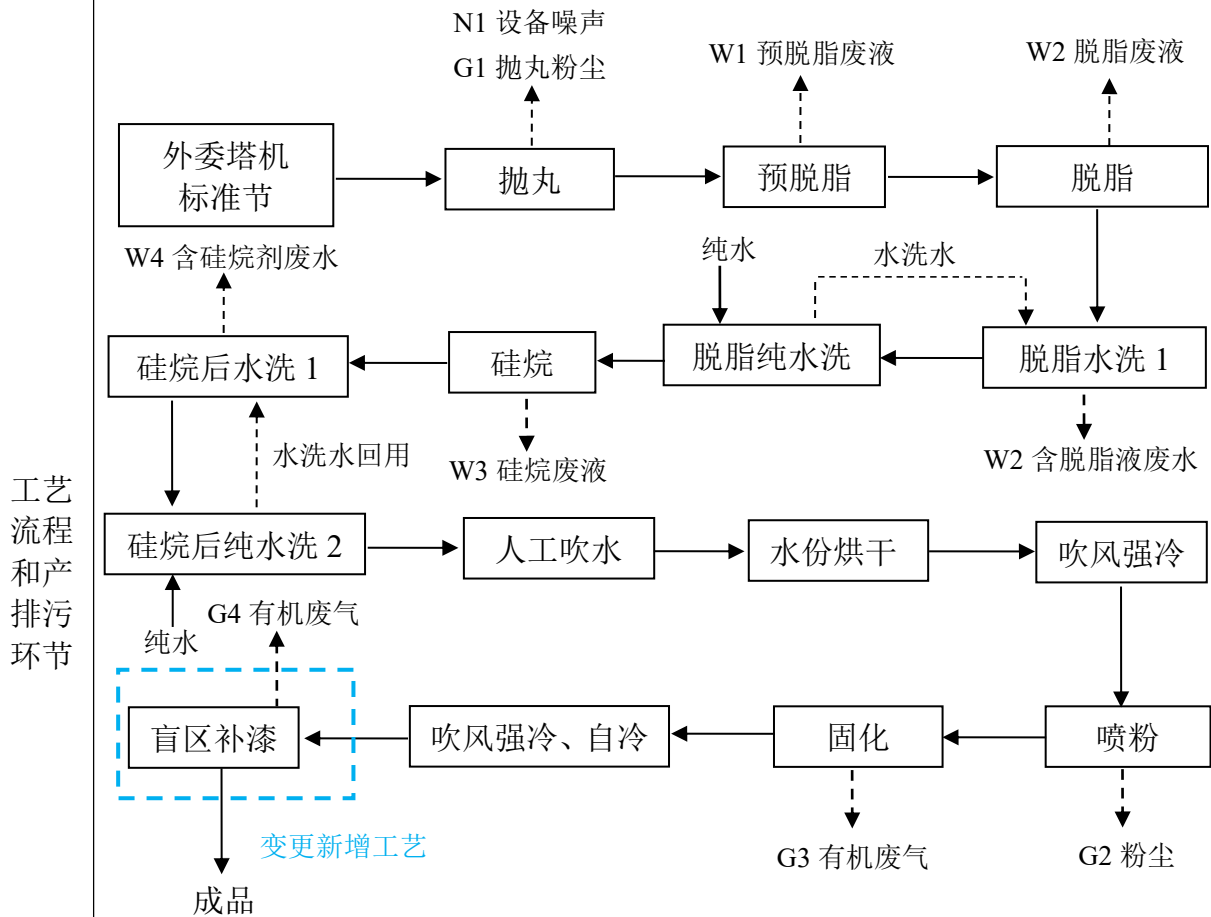 N1 设备噪声
G1 抛丸粉尘
W1 预脱脂废液
W2 脱脂废液
外委塔机
标准节
抛丸
预脱脂
脱脂
W4 含硅烷剂废水
纯水
水洗水
硅烷后水洗 1
硅烷
脱脂纯水洗
脱脂水洗 1
水洗水回用
W3 硅烷废液
W2 含脱脂液废水
工艺
流程
和产
排污
环节
硅烷后纯水洗 2
人工吹水
水份烘干
吹风强冷
纯水
G4 有机废气
盲区补漆
吹风强冷、自冷
固化
喷粉
变更新增工艺
G3 有机废气
G2 粉尘
成品